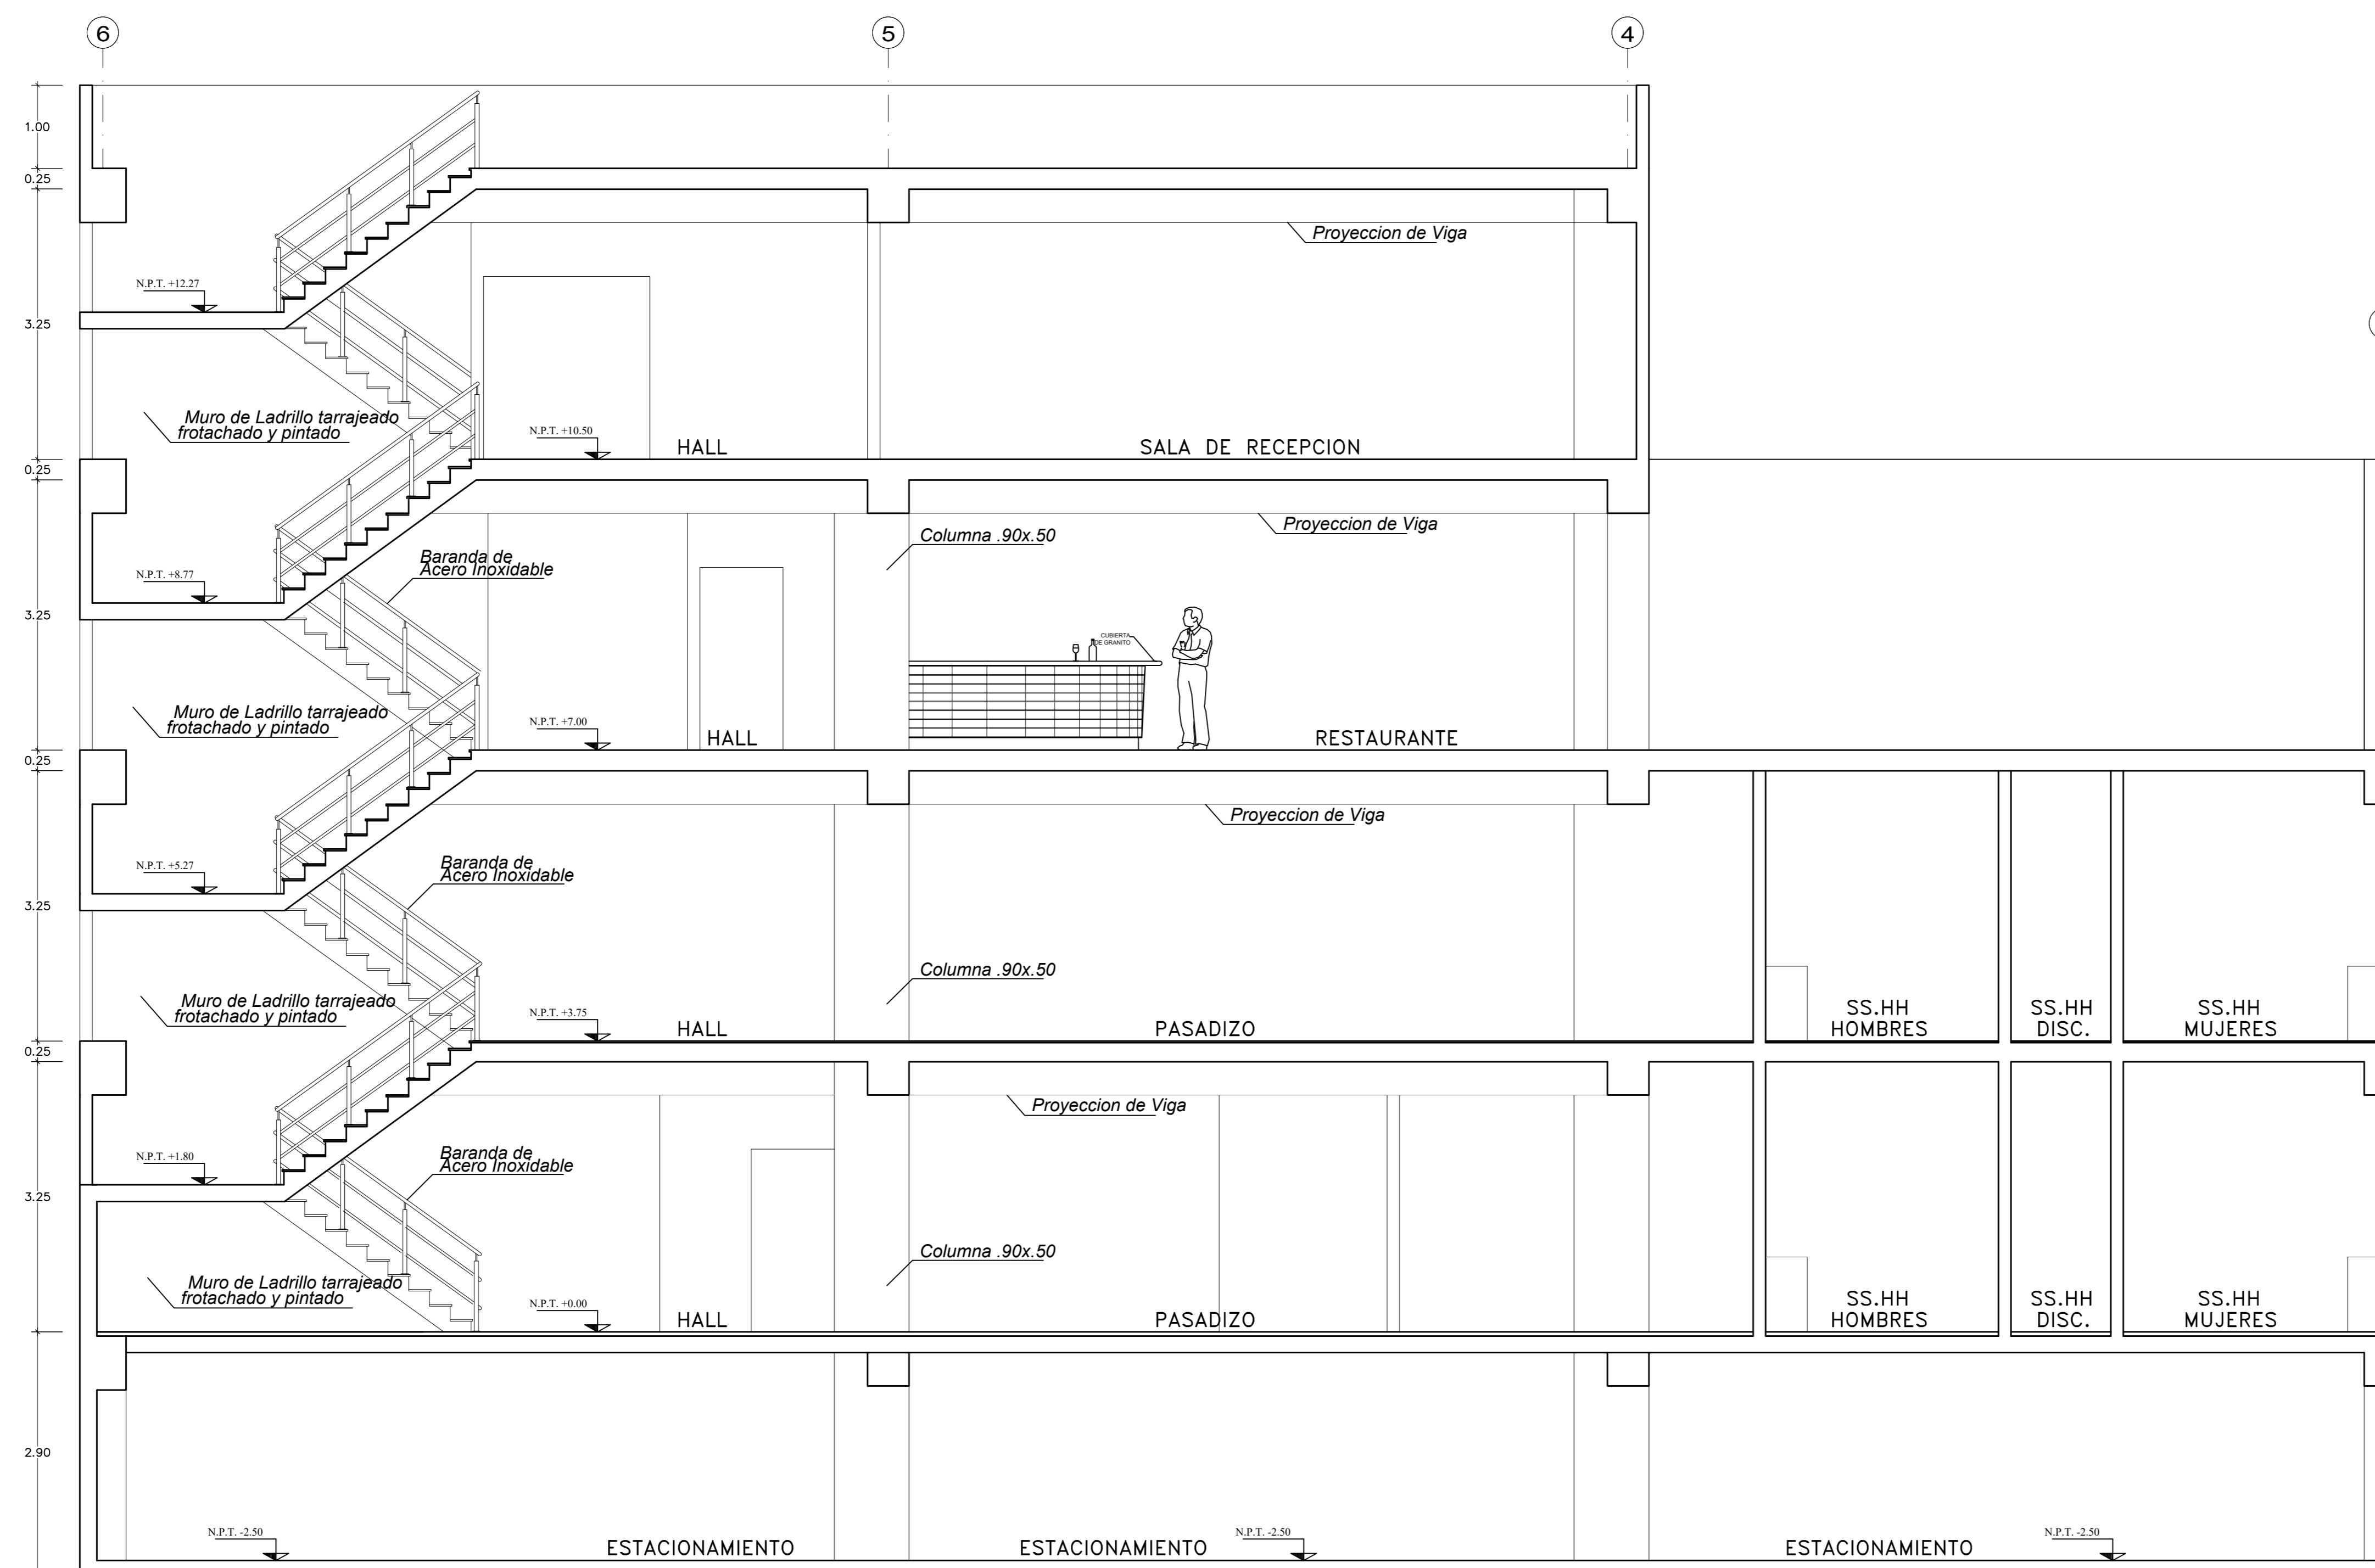 6
5
4
1.00
0.25
Proyeccion de Viga
N.P.T. +12.27
3.25
Muro de Ladrillo tarrajeado
frotachado y pintado
N.P.T. +10.50
HALL
SALA DE RECEPCION
0.25
Proyeccion de Viga
Columna .90x.50
Baranda de
Acero Inoxidable
N.P.T. +8.77
3.25
CUBIERTA
DE GRANITO
Muro de Ladrillo tarrajeado
frotachado y pintado
N.P.T. +7.00
HALL
RESTAURANTE
0.25
Proyeccion de Viga
Baranda de
Acero Inoxidable
N.P.T. +5.27
3.25
Columna .90x.50
Muro de Ladrillo tarrajeado
frotachado y pintado
N.P.T. +3.75
HALL
PASADIZO
SS.HH
HOMBRES
SS.HH
DISC.
SS.HH
MUJERES
0.25
Proyeccion de Viga
Baranda de
Acero Inoxidable
N.P.T. +1.80
3.25
Columna .90x.50
Muro de Ladrillo tarrajeado
frotachado y pintado
N.P.T. +0.00
HALL
PASADIZO
SS.HH
HOMBRES
SS.HH
DISC.
SS.HH
MUJERES
2.90
N.P.T. -2.50
ESTACIONAMIENTO
ESTACIONAMIENTO
N.P.T. -2.50
ESTACIONAMIENTO
N.P.T. -2.50